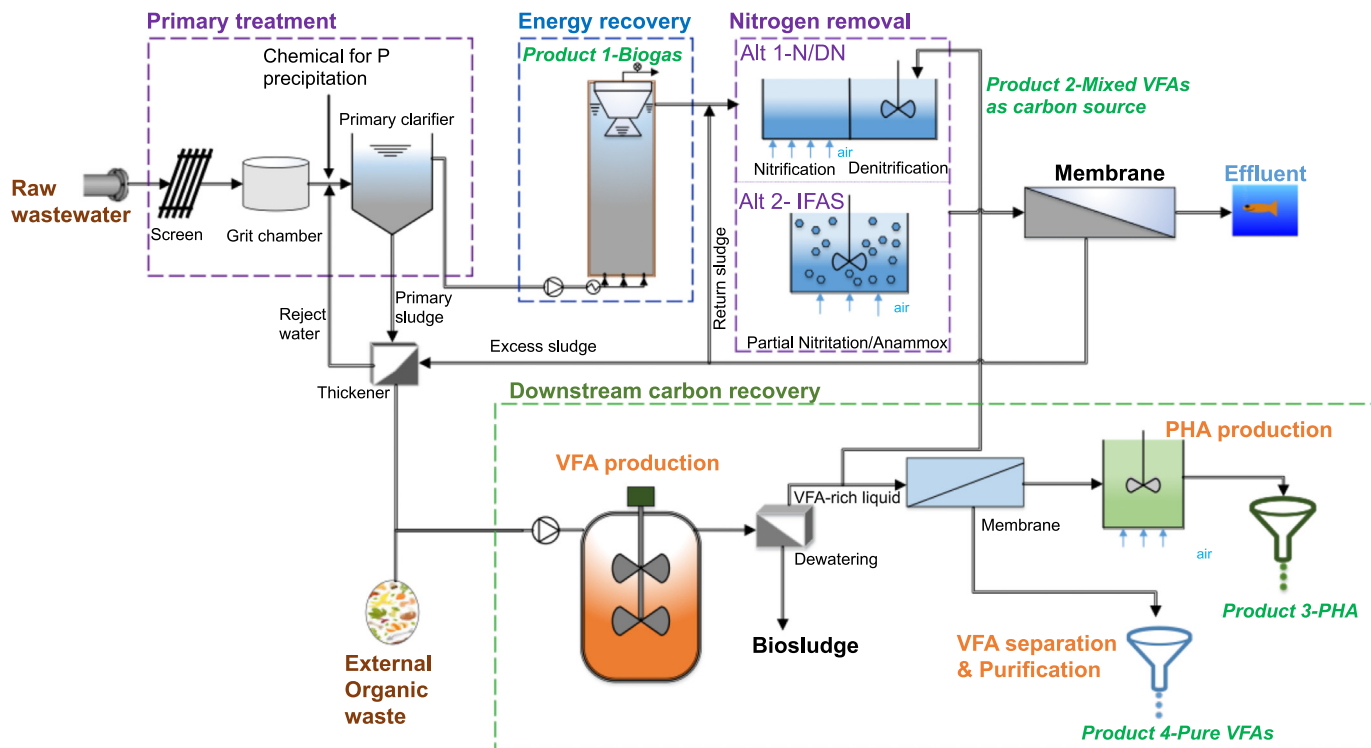 Primary treatment
Chemical for P
precipitation
Primary clarifier
Raw
wastewater
Screen
Grit chamber
Reject
water
Primary
sludge
Thickener
Energy recovery
Product 1-Biogas
Nitrogen removal
Alt 1-N/DN
air
Nitrification
Denitrification
Alt 2- IFAS
air
Partial Nitritation/Anammox
Return sludge
Excess sludge
Product 2-Mixed VFAs
as carbon source
Membrane
Effluent
Downstream carbon recovery
VFA production
External
Organic
waste
VFA-rich liquid
Dewatering
Biosludge
Membrane
PHA production
air
Product 3-PHA
VFA separation
& Purification
Product 4-Pure VFAs